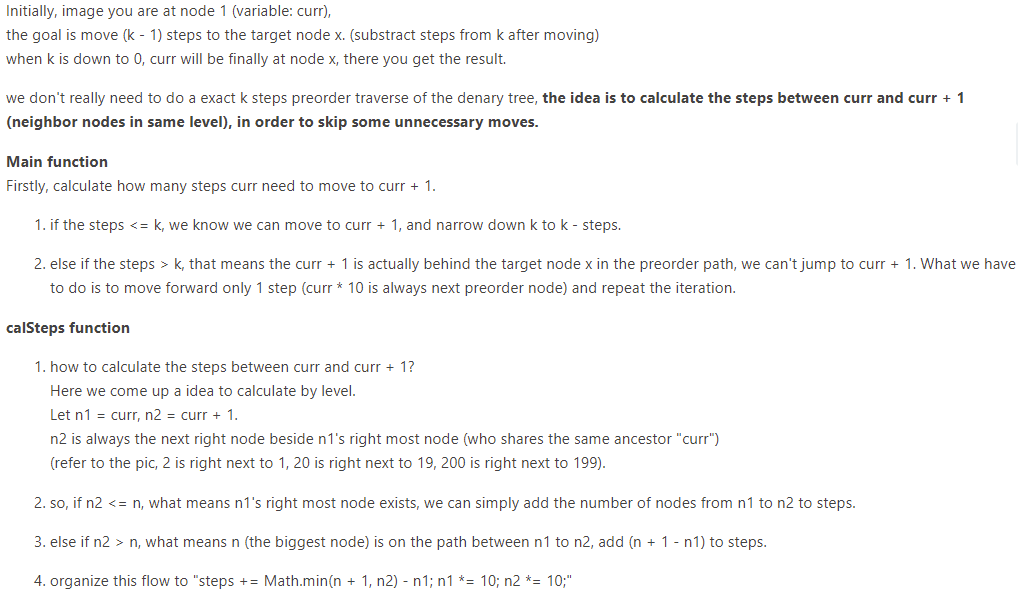 Initially, image you are at node 1 (variable: curr),
the goal is move (k - 1) steps to the target node x. (substract steps from k after moving)
when k is down to 0, curr will be finally at node x, there you get the result.
we don't really need to do a exact k steps preorder traverse of the denary tree, the idea is to calculate the steps between curr and curr + 1
(neighbor nodes in same level), in order to skip some unnecessary moves.
Main function
Firstly, calculate how many steps curr need to move to curr + 1.
1. if the steps <= k, we know we can move to curr + 1, and narrow down k to k - steps.
2. else if the steps > k, that means the curr + 1 is actually behind the target node x in the preorder path, we can't jump to curr + 1. What we have
to do is to move forward only 1 step (curr * 10 is always next preorder node) and repeat the iteration.
calSteps function
1. how to calculate the steps between curr and curr + 1?
Here we come up a idea to calculate by level.
Let n1 = curr, n2 = curr + 1.
n2 is always the next right node beside n1's right most node (who shares the same ancestor "curr")
(refer to the pic, 2 is right next to 1, 20 is right next to 19, 200 is right next to 199).
2. so, if n2 <= n, what means n1's right most node exists, we can simply add the number of nodes from n1 to n2 to steps.
3. else if n2 > n, what means n (the biggest node) is on the path between n1 to n2, add (n + 1 - n1) to steps.
4. organize this flow to "steps += Math.min(n + 1, n2) - n1; n1 *= 10; n2 *= 10;"